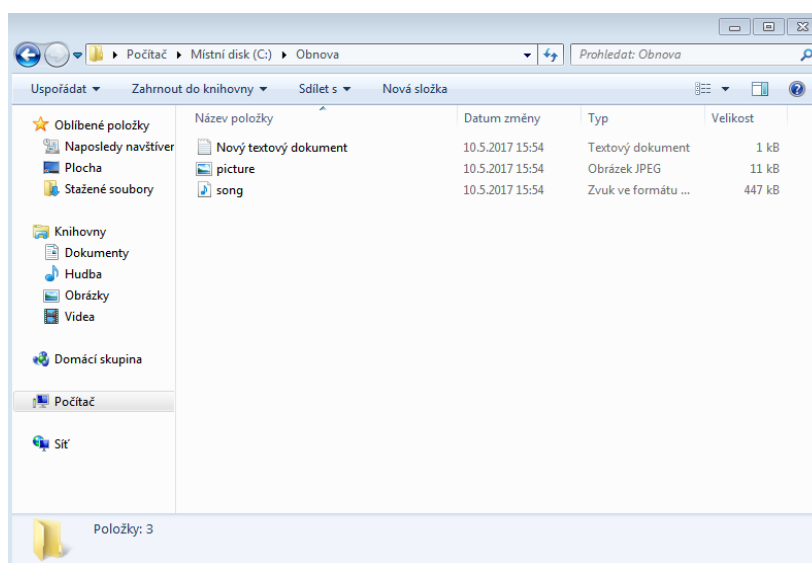 Počítač Místní disk (C:) Obnova Prohledat: Obnova
Uspořádat Zahrnout do knihovny Sdílet s Nová složka
Oblíbené položky
Naposledy navštíver
Plocha
Stažené soubory
Knihovny
Dokumenty
Hudba
Obrázky
Videa
Domácí skupina
Počítač
Síť
Název položky Datum změny Typ Velikost
Nový textový dokument 10.5.2017 15:54 Textový dokument 1 kB
picture 10.5.2017 15:54 Obrázek JPEG 11 kB
song 10.5.2017 15:54 Zvuk ve formátu ... 447 kB
Položky: 3